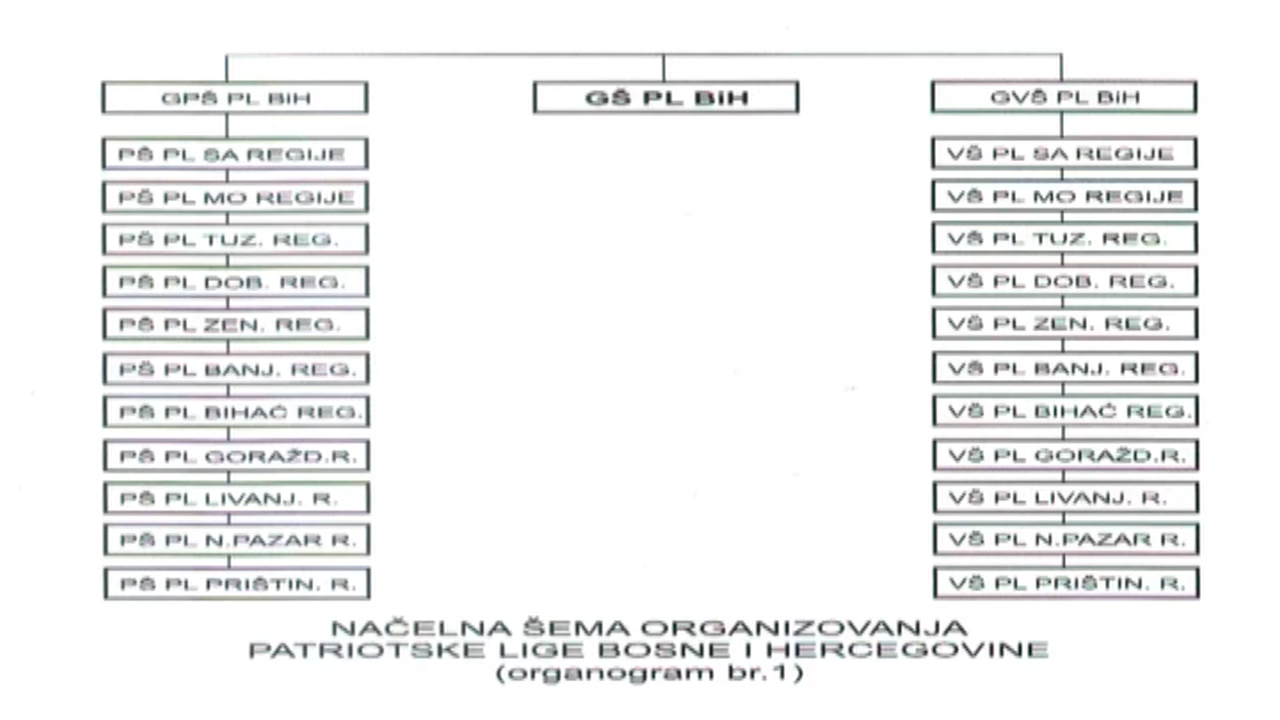 GPŠ PL BiH
GŠ PL BiH
GVŠ PL BiH
PŠ PL SA REGIJE
PŠ PL MO REGIJE
PŠ PL TUZ. REG.
PŠ PL DOB. REG.
PŠ PL ZEN. REG.
PŠ PL BANJ. REG.
PŠ PL BIHAĆ REG.
PŠ PL GORAŽD.R.
PŠ PL LIVANJ. R.
PŠ PL N.PAZAR R.
PŠ PL PRIŠTIN. R.
VŠ PL SA REGIJE
VŠ PL MO REGIJE
VŠ PL TUZ. REG.
VŠ PL DOB. REG.
VŠ PL ZEN. REG.
VŠ PL BANJ. REG.
VŠ PL BIHAĆ REG.
VŠ PL GORAŽD.R.
VŠ PL LIVANJ. R.
VŠ PL N.PAZAR R.
VŠ PL PRIŠTIN. R.
NAČELNA ŠEMA ORGANIZOVANJA
PATRIOTSKE LIGE BOSNE I HERCEGOVINE
(organogram br.1)